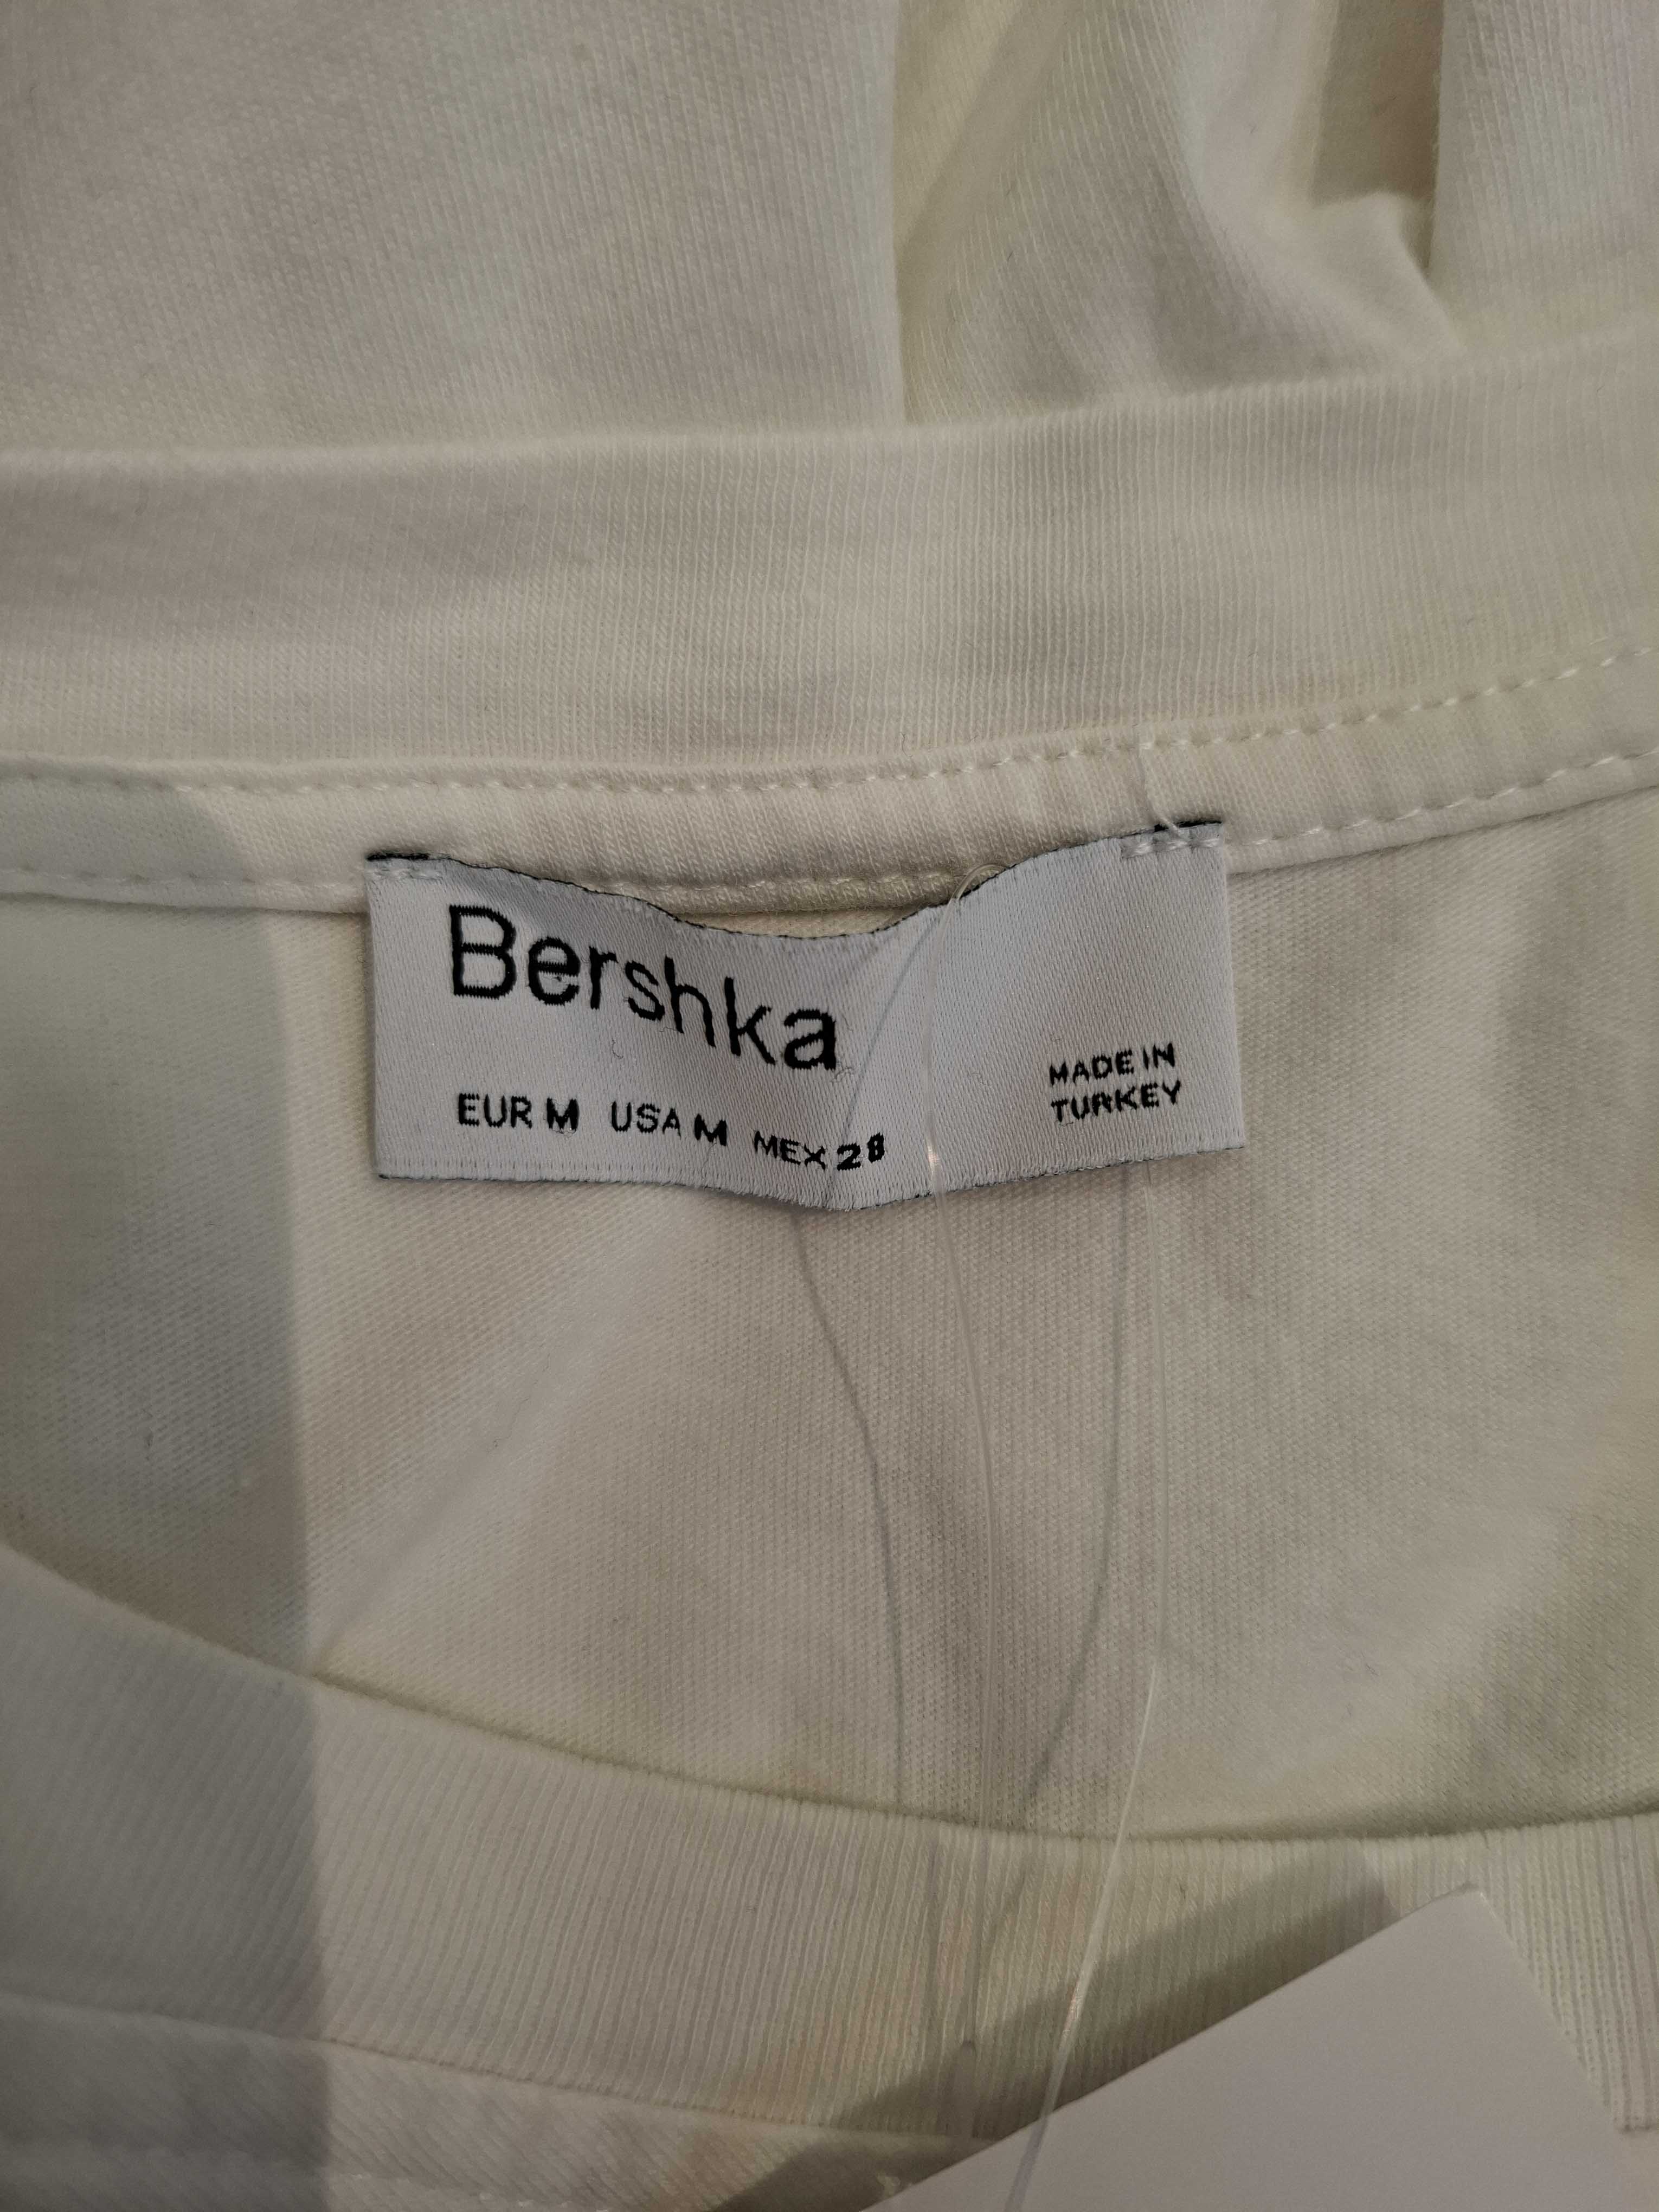 Bershka
EUR M USA M MEX 28
MADE IN
TURKEY